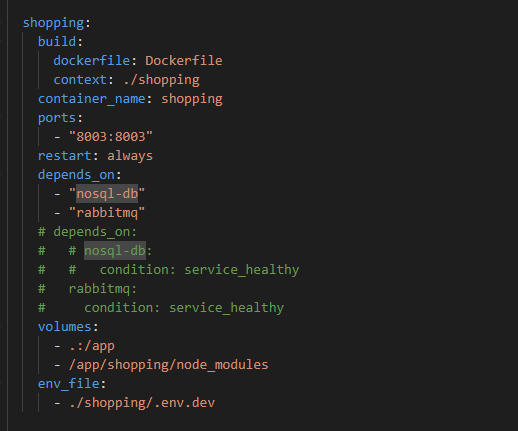 shopping:
  build:
    dockerfile: Dockerfile
    context: ./shopping
  container_name: shopping
  ports:
    - "8003:8003"
  restart: always
  depends_on:
    - "nosql-db"
    - "rabbitmq"
  # depends_on:
  #   # nosql-db:
  #   #   condition: service_healthy
  #   rabbitmq:
  #     condition: service_healthy
  volumes:
    - .:/app
    - /app/shopping/node_modules
  env_file:
    - ./shopping/.env.dev